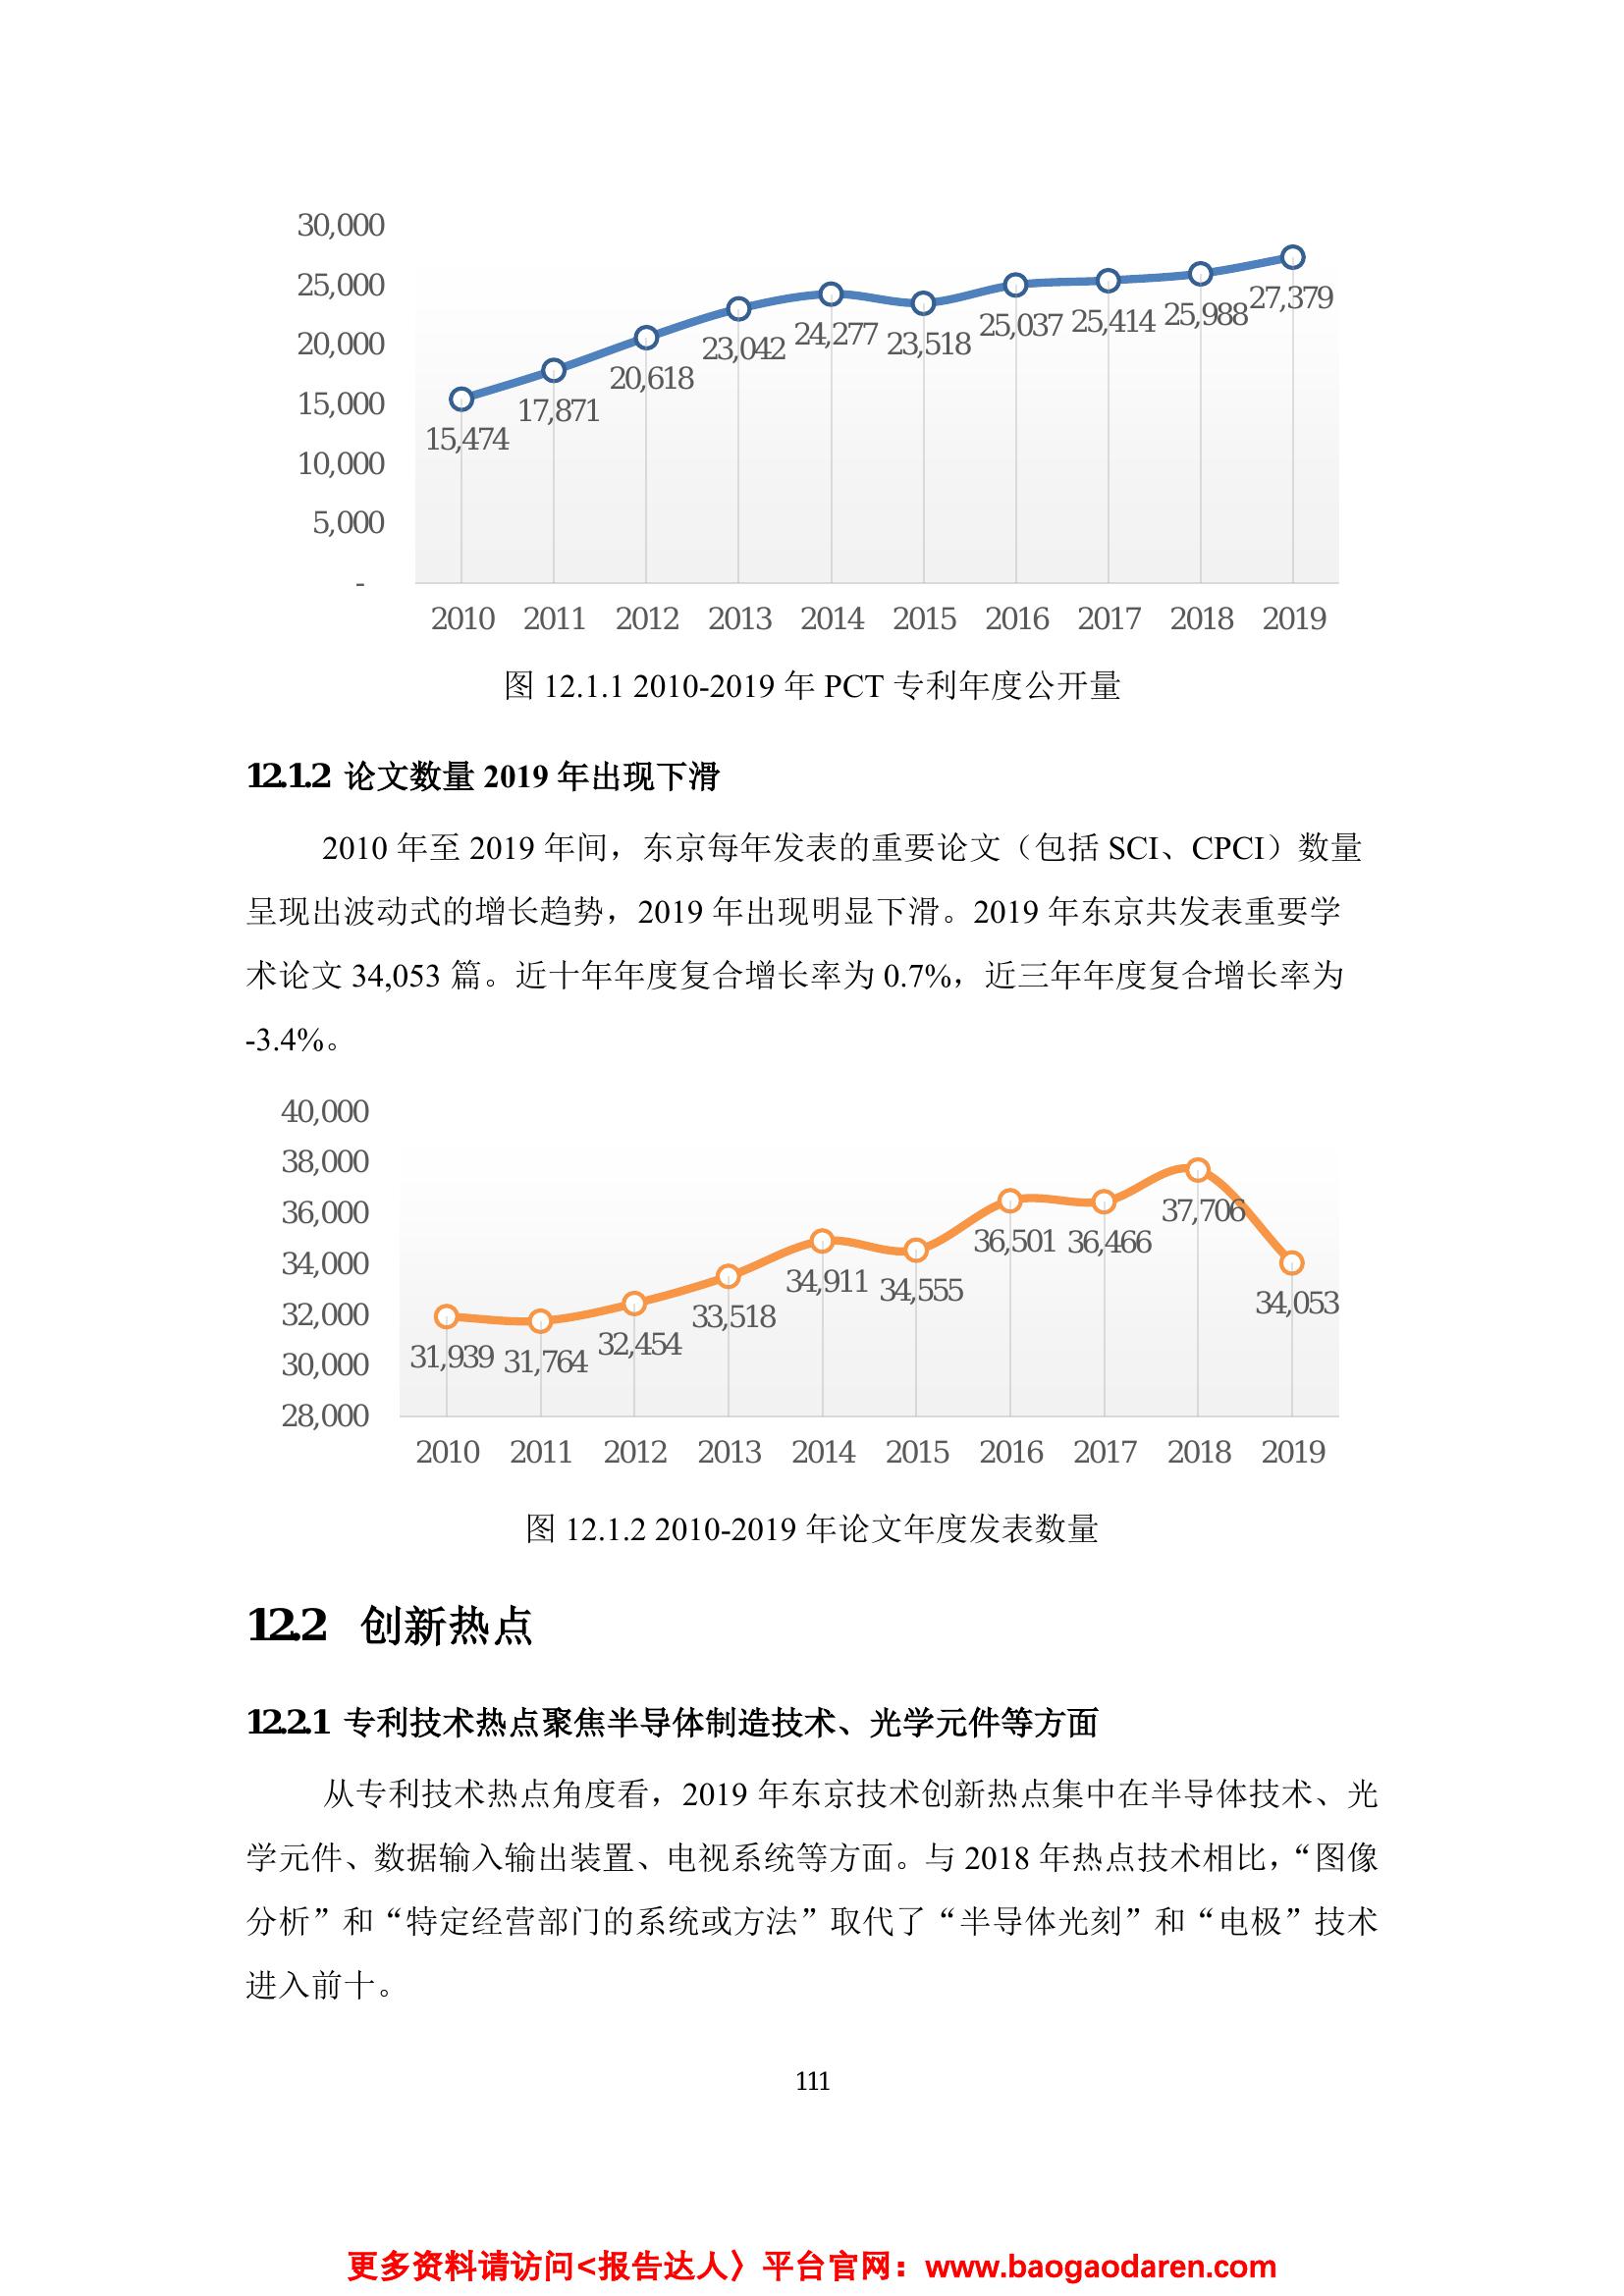 30,000
25,000
20,000
15,000
10,000
5,000
-
15,474
17,871
20,618
23,042
24,277
23,518
25,037
25,414
25,988
27,379
2010 2011 2012 2013 2014 2015 2016 2017 2018 2019
图 12.1.1 2010-2019 年 PCT 专利年度公开量
12.1.2 论文数量 2019 年出现下滑
2010 年至 2019 年间，东京每年发表的重要论文（包括 SCI、CPCI）数量
呈现出波动式的增长趋势，2019 年出现明显下滑。2019 年东京共发表重要学
术论文 34,053 篇。近十年年度复合增长率为 0.7%，近三年年度复合增长率为
-3.4%。
40,000
38,000
36,000
34,000
32,000
30,000
28,000
31,939
31,764
32,454
33,518
34,911
34,555
36,501
36,466
37,706
34,053
2010 2011 2012 2013 2014 2015 2016 2017 2018 2019
图 12.1.2 2010-2019 年论文年度发表数量
12.2 创新热点
12.2.1 专利技术热点聚焦半导体制造技术、光学元件等方面
从专利技术热点角度看，2019 年东京技术创新热点集中在半导体技术、光
学元件、数据输入输出装置、电视系统等方面。与 2018 年热点技术相比，“图像
分析”和“特定经营部门的系统或方法”取代了“半导体光刻”和“电极”技术
进入前十。
111
更多资料请访问<报告达人〉平台官网：www.baogaodaren.com